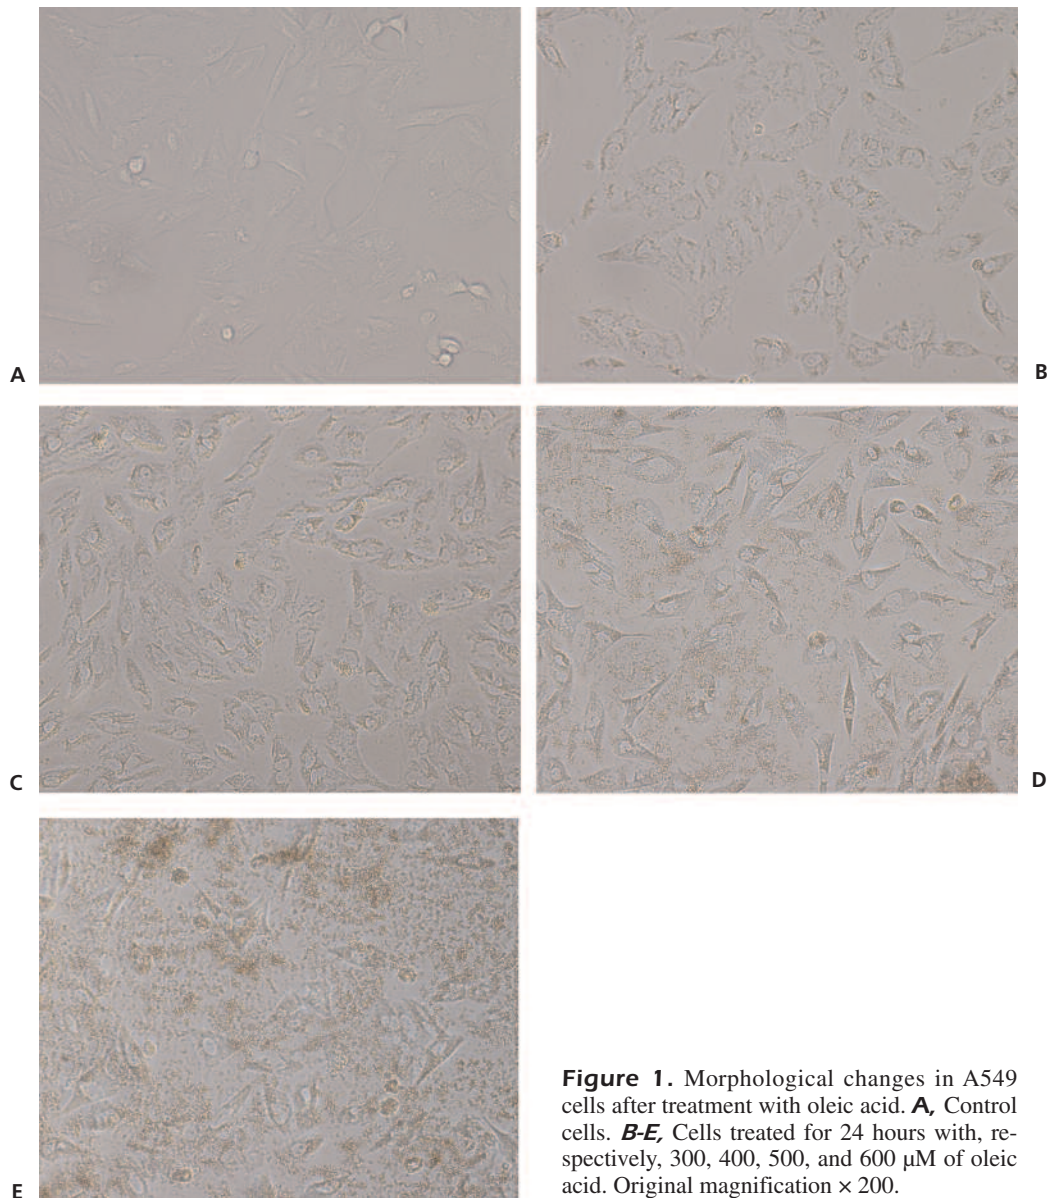 A
B
C
D
E
Figure 1. Morphological changes in A549
cells after treatment with oleic acid. A, Control
cells. B-E, Cells treated for 24 hours with, re-
spectively, 300, 400, 500, and 600 µM of oleic
acid. Original magnification × 200.